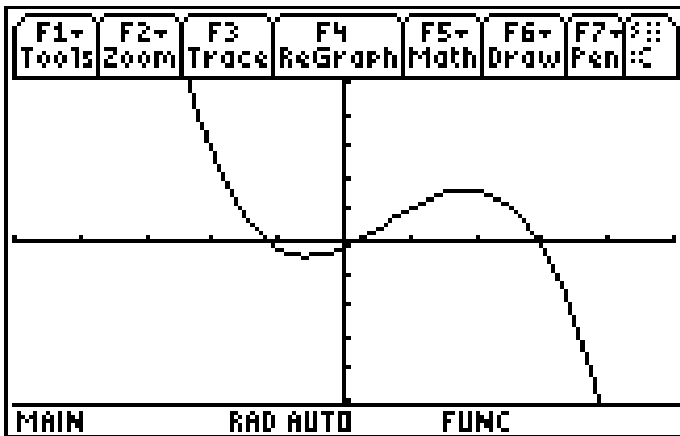 F1 F2 F3 F4 F5 F6 F7
Tools Zoom Trace ReGraph Math Draw Pen :C
MAIN RAD AUTO FUNC